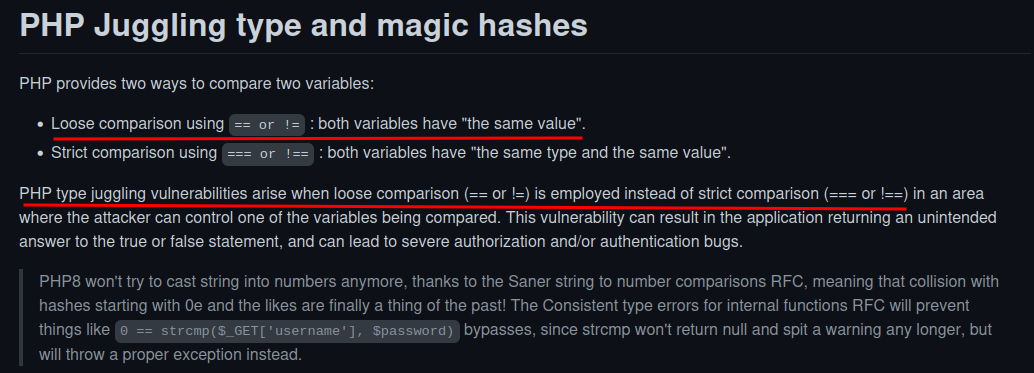 PHP Juggling type and magic hashes
PHP provides two ways to compare two variables:
• Loose comparison using == or != : both variables have "the same value".
• Strict comparison using === or !== : both variables have "the same type and the same value".
PHP type juggling vulnerabilities arise when loose comparison (== or !=) is employed instead of strict comparison (=== or !==) in an area
where the attacker can control one of the variables being compared. This vulnerability can result in the application returning an unintended
answer to the true or false statement, and can lead to severe authorization and/or authentication bugs.
PHP8 won't try to cast string into numbers anymore, thanks to the Saner string to number comparisons RFC, meaning that collision with
hashes starting with 0e and the likes are finally a thing of the past! The Consistent type errors for internal functions RFC will prevent
things like 0 == strcmp($_GET['username'], $password) bypasses, since strcmp won't return null and spit a warning any longer, but
will throw a proper exception instead.